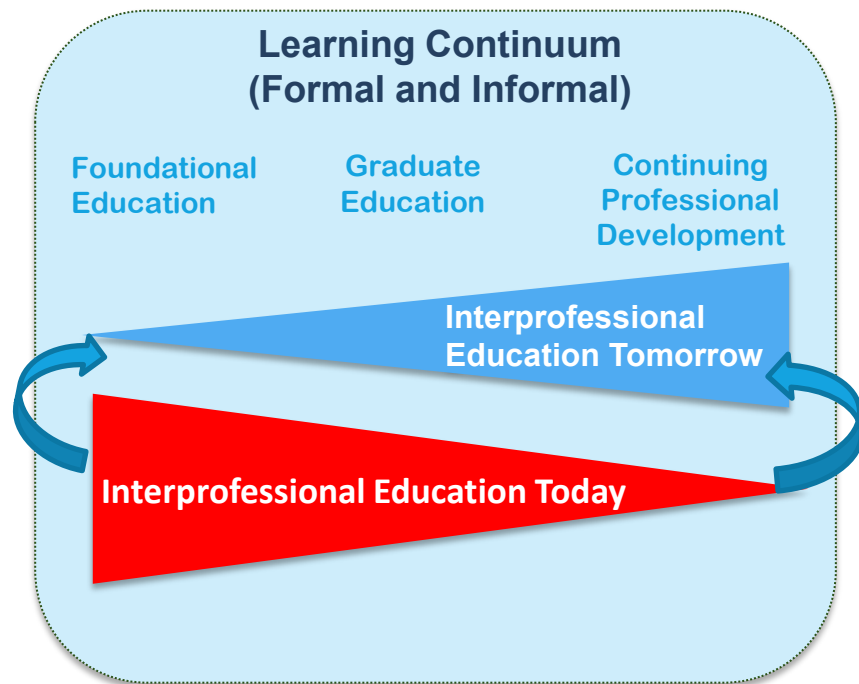 Learning Continuum
(Formal and Informal)
Foundational
Education
Graduate
Education
Continuing
Professional
Development
Interprofessional
Education Tomorrow
Interprofessional Education Today